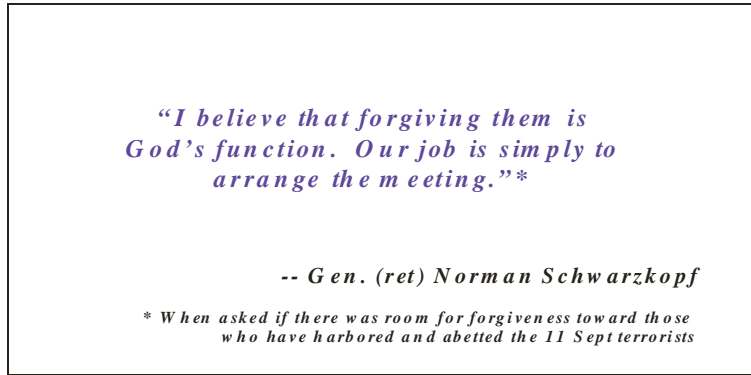 “I believe that forgiving them is
God’s function. Our job is simply to
arrange the meeting.”*
-- Gen. (ret) Norman Schwarzkopf
* When asked if there was room for forgiveness toward those
who have harbored and abetted the 11 Sept terrorists